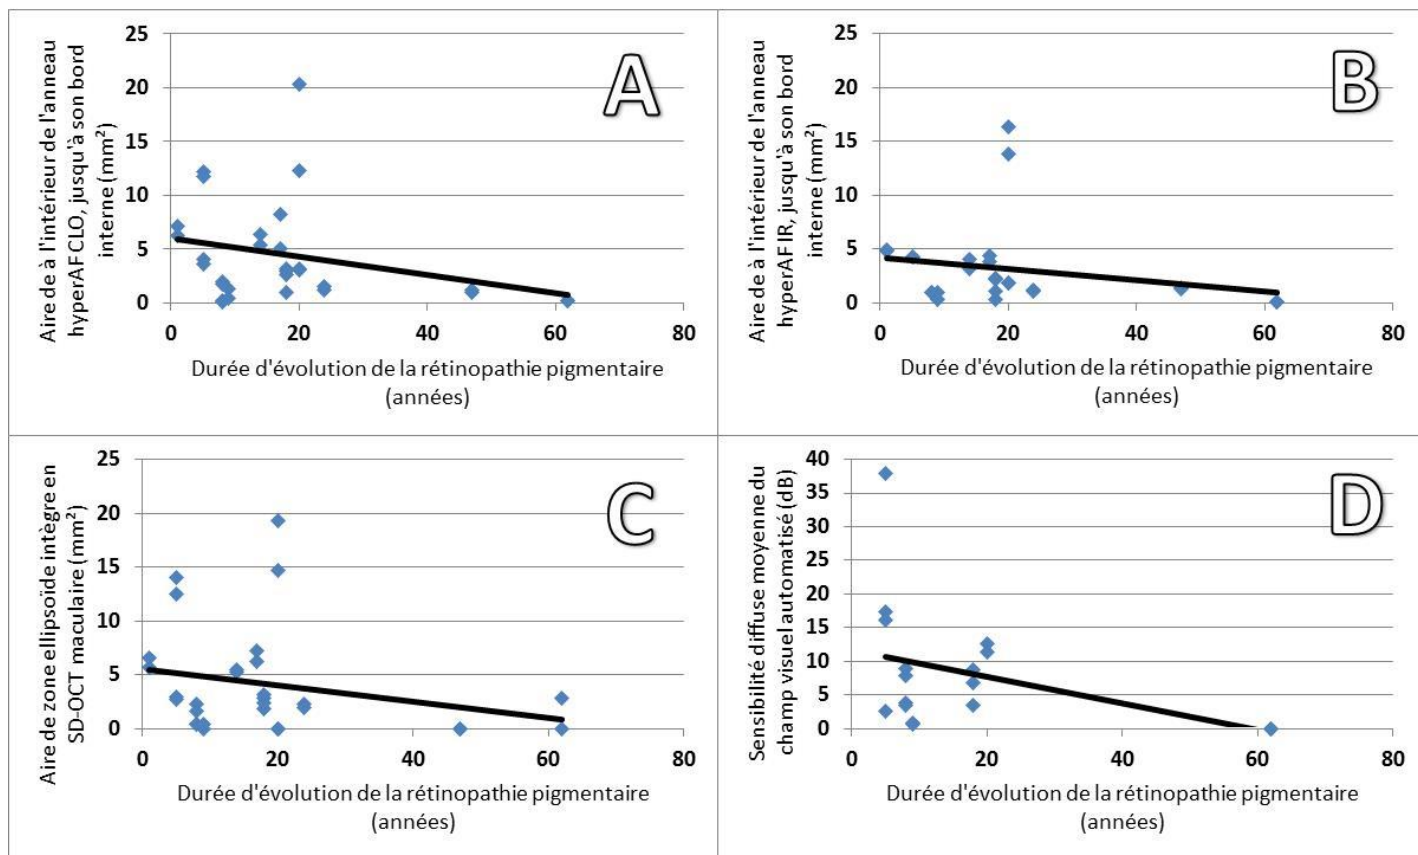 Aire de à l'intérieur de l'anneau
hyperAF CLO, jusqu'à son bord
interne (mm²)
25
20
15
10
5
0
0 20 40 60 80
Durée d'évolution de la rétinopathie pigmentaire
(années)
A
Aire de à l'intérieur de l'anneau
hyperAF IR, jusqu'à son bord
interne (mm²)
25
20
15
10
5
0
0 20 40 60 80
Durée d'évolution de la rétinopathie pigmentaire
(années)
B
Aire de zone ellipsoïde intègre en
SD-OCT maculaire (mm²)
25
20
15
10
5
0
0 20 40 60 80
Durée d'évolution de la rétinopathie pigmentaire
(années)
C
Sensibilité diffuse moyenne du
champ visuel automatisé (dB)
40
35
30
25
20
15
10
5
0
0 20 40 60 80
Durée d'évolution de la rétinopathie pigmentaire
(années)
D